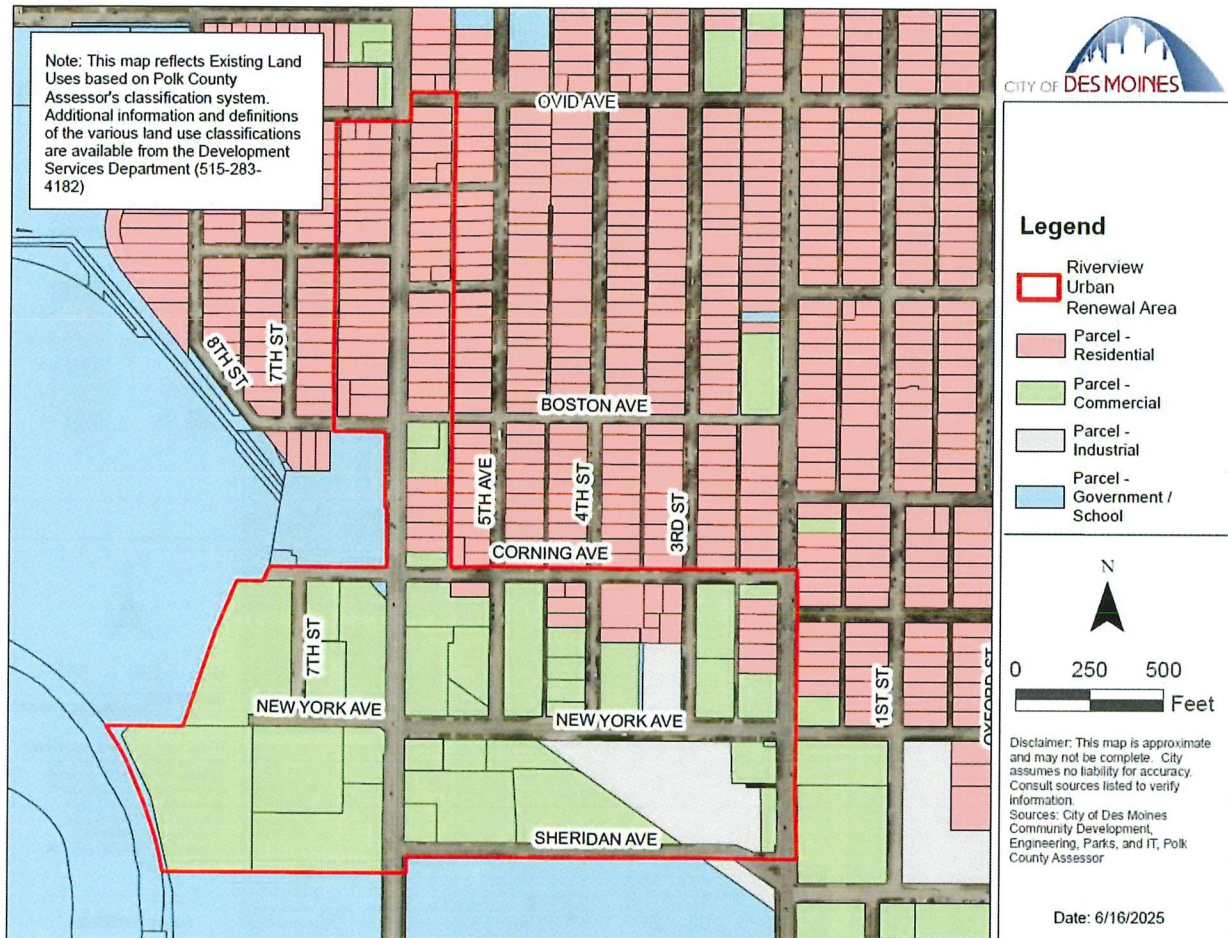 Note: This map reflects Existing Land
Uses based on Polk County
Assessor's classification system.
Additional information and definitions
of the various land use classifications
are available from the Development
Services Department (515-283-
4182)
CITY OF DES MOINES
OVID AVE
8TH ST
7TH ST
BOSTON AVE
5TH AVE
4TH ST
3RD ST
CORNING AVE
7TH ST
NEW YORK AVE
NEW YORK AVE
1ST ST
OXFORD ST
SHERIDAN AVE
Legend
Riverview
Urban
Renewal Area
Parcel -
Residential
Parcel -
Commercial
Parcel -
Industrial
Parcel -
Government /
School
N
0 250 500
Feet
Disclaimer: This map is approximate
and may not be complete. City
assumes no liability for accuracy.
Consult sources listed to verify
information.
Sources: City of Des Moines
Community Development,
Engineering, Parks, and IT, Polk
County Assessor
Date: 6/16/2025